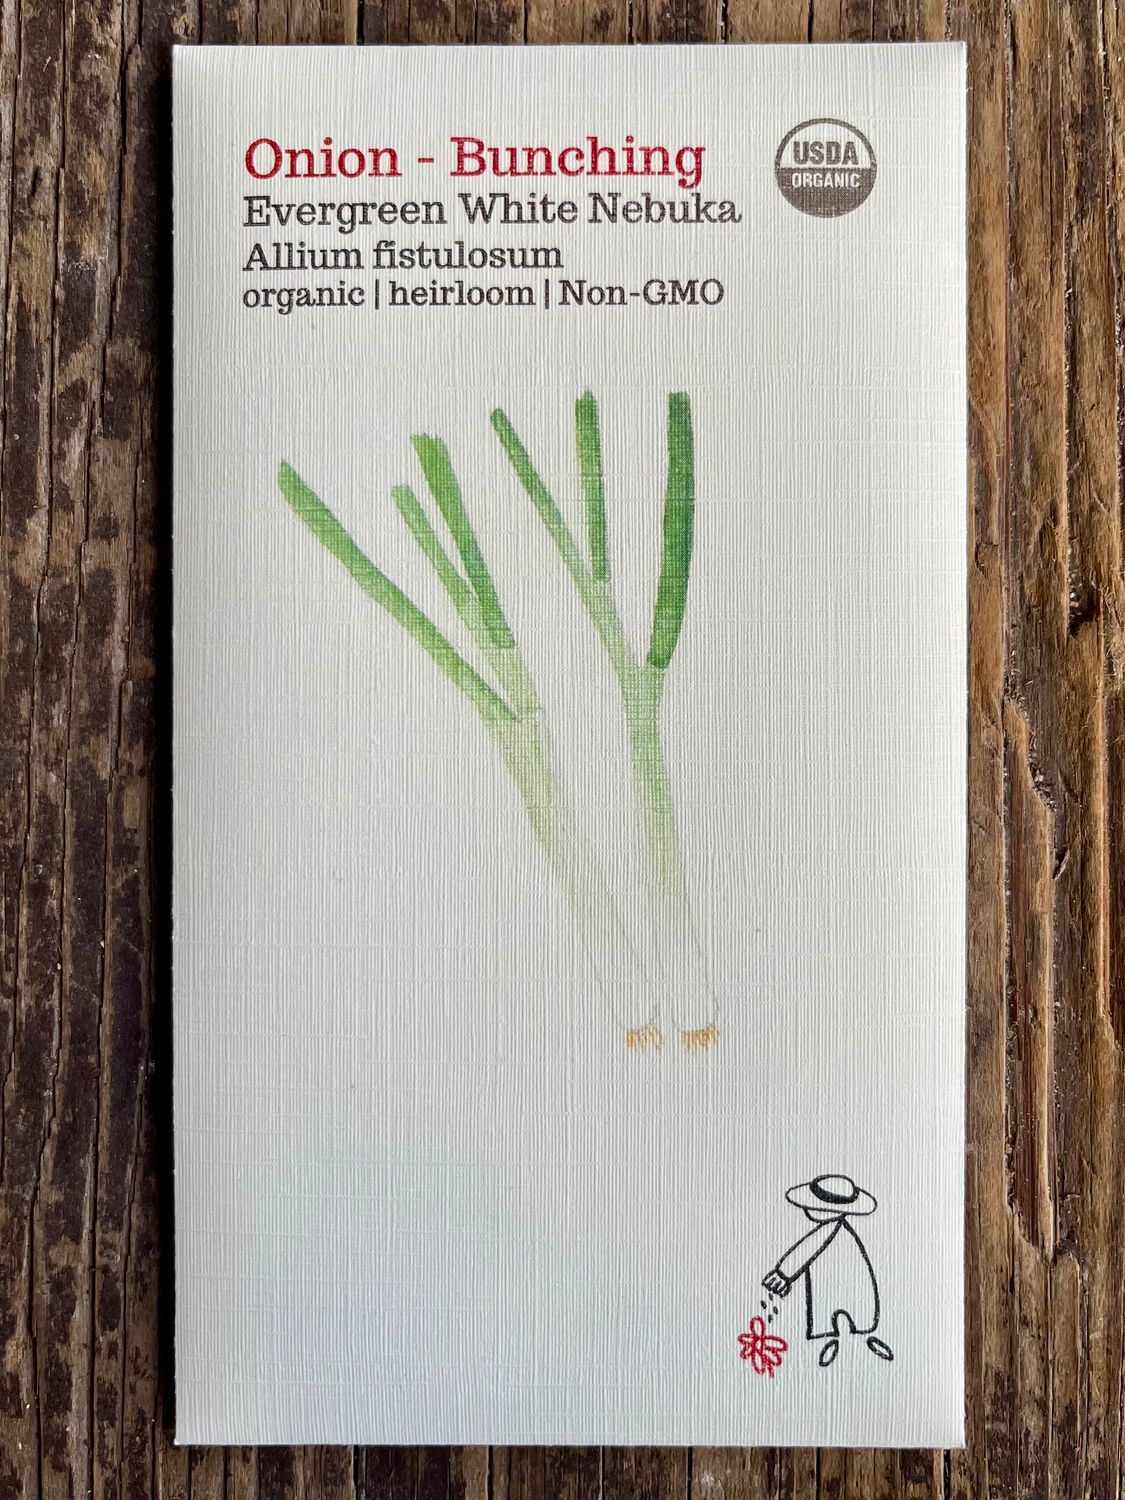 Onion - Bunching
Evergreen White Nebuka
Allium fistulosum
organic | heirloom | Non-GMO
USDA
ORGANIC